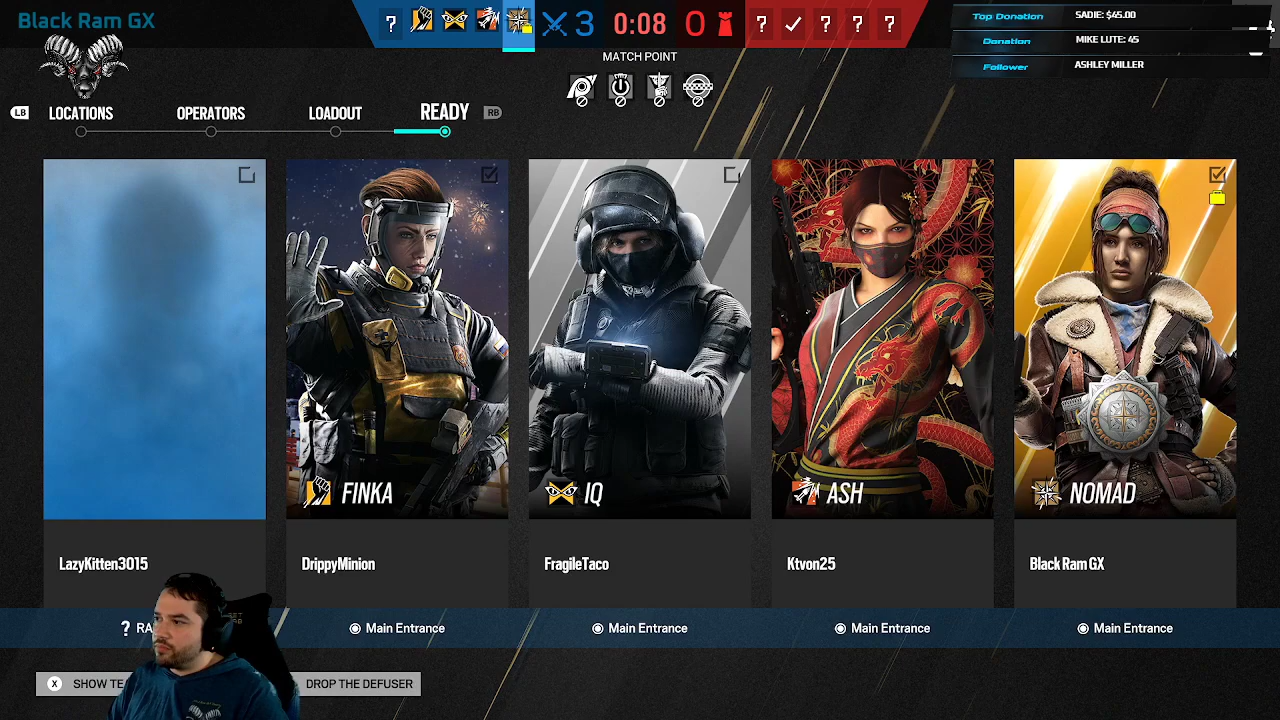 Black Ram GX
? 3 0:08 0 ? ? ? ?
Top Donation SADIE: $45.00
Donation MIKE LUTE: 45
Follower ASHLEY MILLER
MATCH POINT
LB LOCATIONS OPERATORS LOADOUT READY RB
FINKA IQ ASH NOMAD
LazyKitten3015 DrippyMinion FragileTaco Ktvon25 Black Ram GX
? RA Main Entrance Main Entrance Main Entrance Main Entrance
X SHOW TE DROP THE DEFUSER